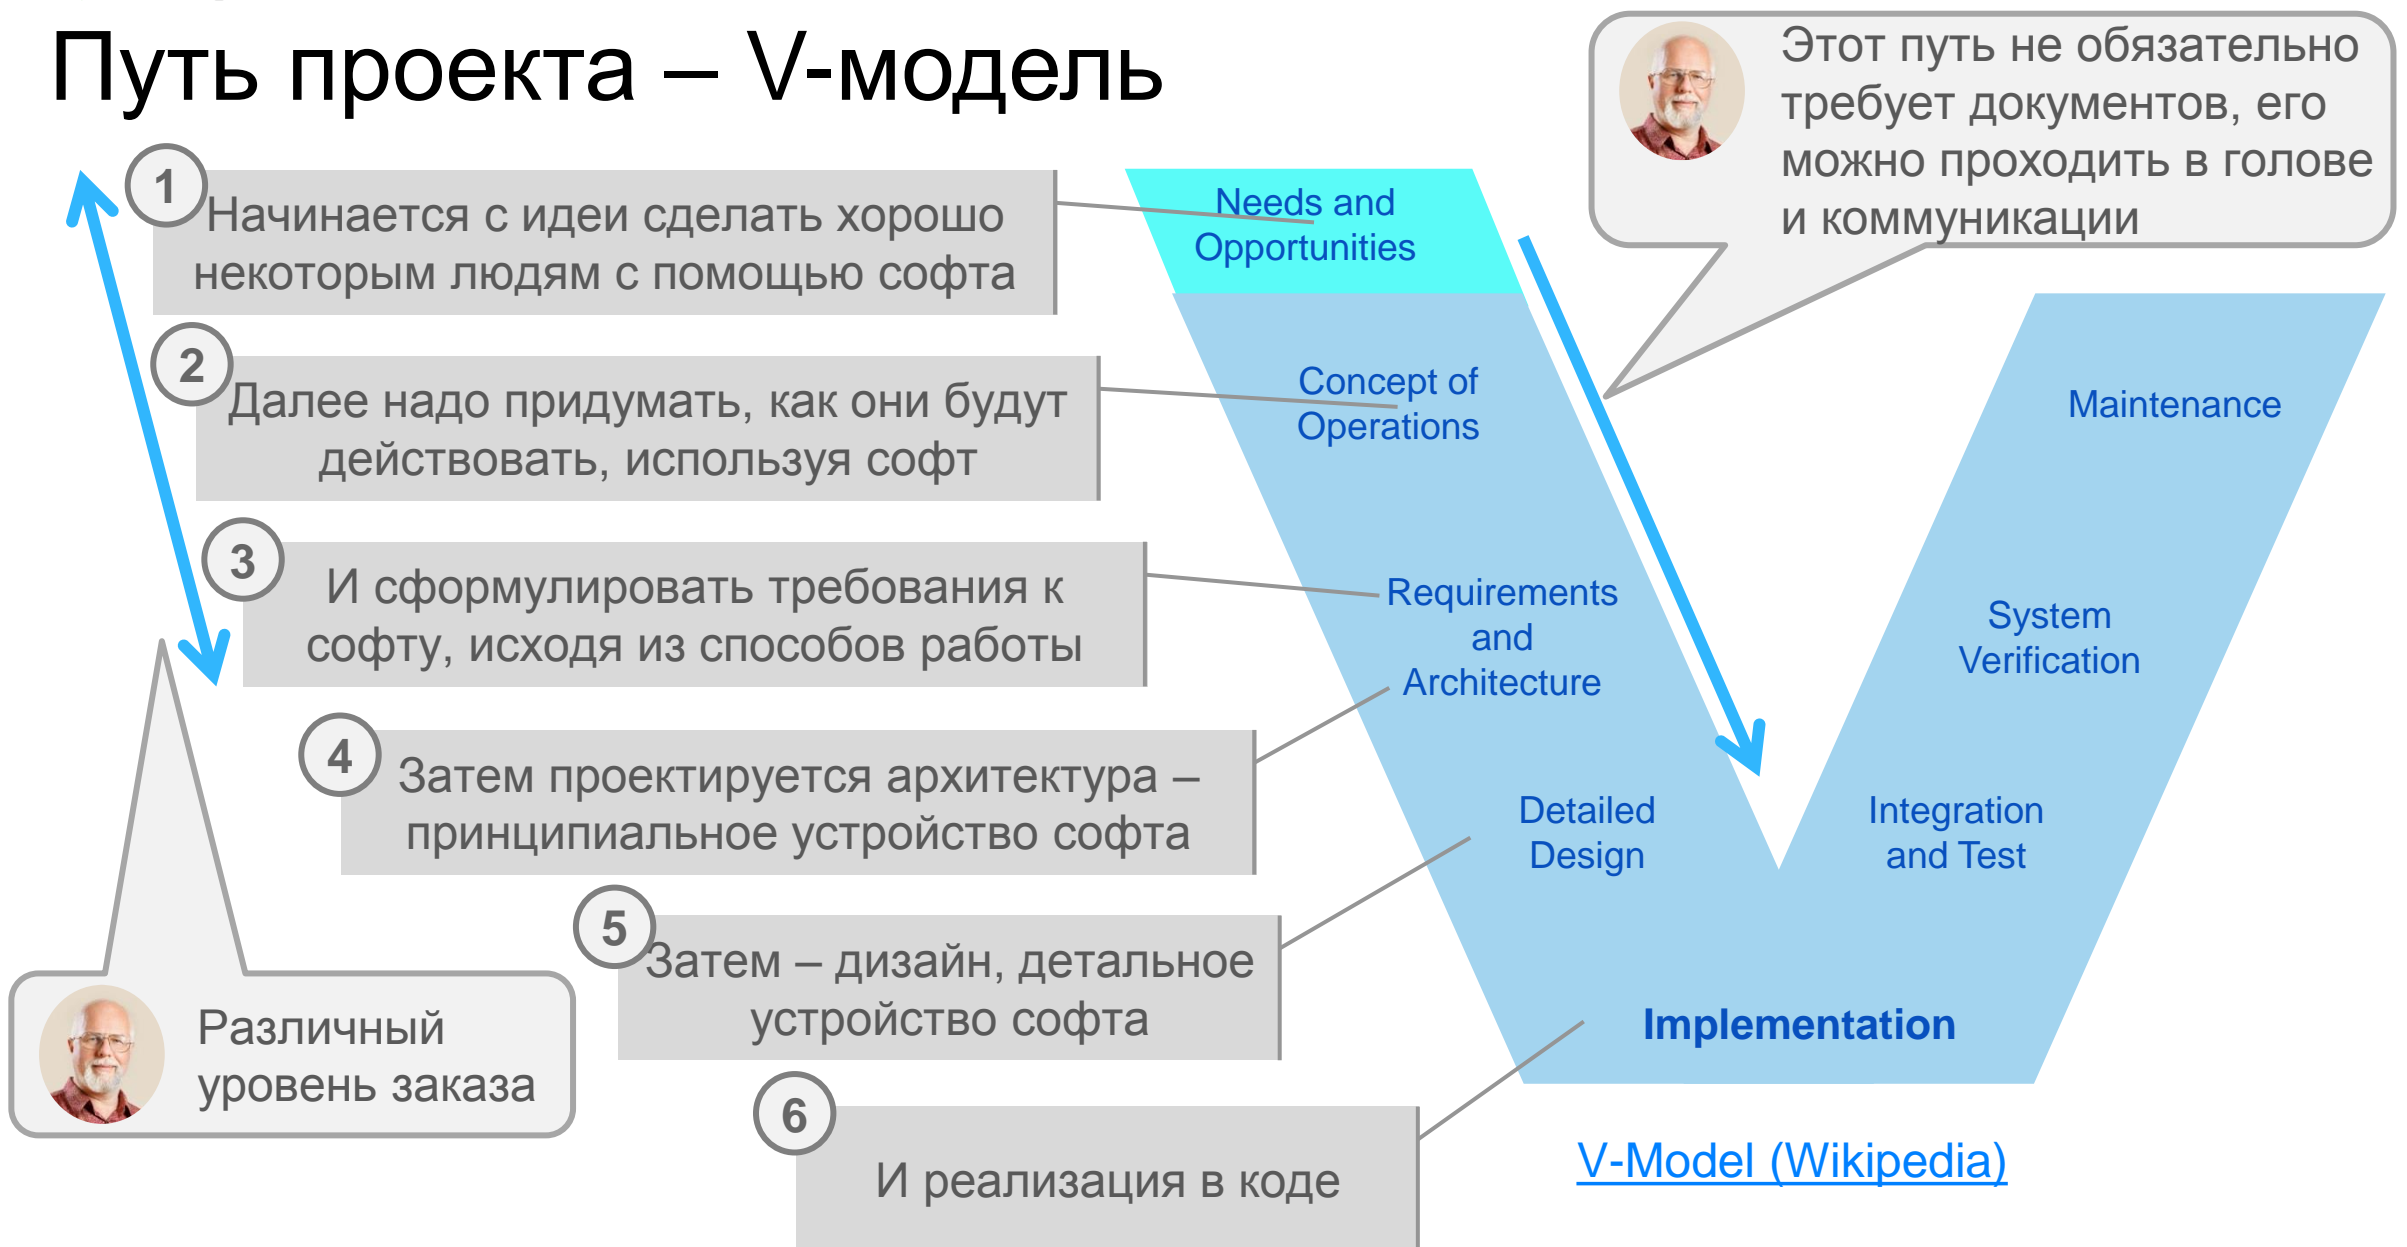 Путь проекта – V-модель
Этот путь не обязательно
требует документов, его
можно проходить в голове
и коммуникации
1
Начинается с идеи сделать хорошо
некоторым людям с помощью софта
2
Далее надо придумать, как они будут
действовать, используя софт
3
И сформулировать требования к
софту, исходя из способов работы
4
Затем проектируется архитектура –
принципиальное устройство софта
5
Затем – дизайн, детальное
устройство софта
6
И реализация в коде
Различный
уровень заказа
Needs and
Opportunities
Concept of
Operations
Requirements
and
Architecture
Detailed
Design
Implementation
Integration
and Test
System
Verification
Maintenance
V-Model (Wikipedia)